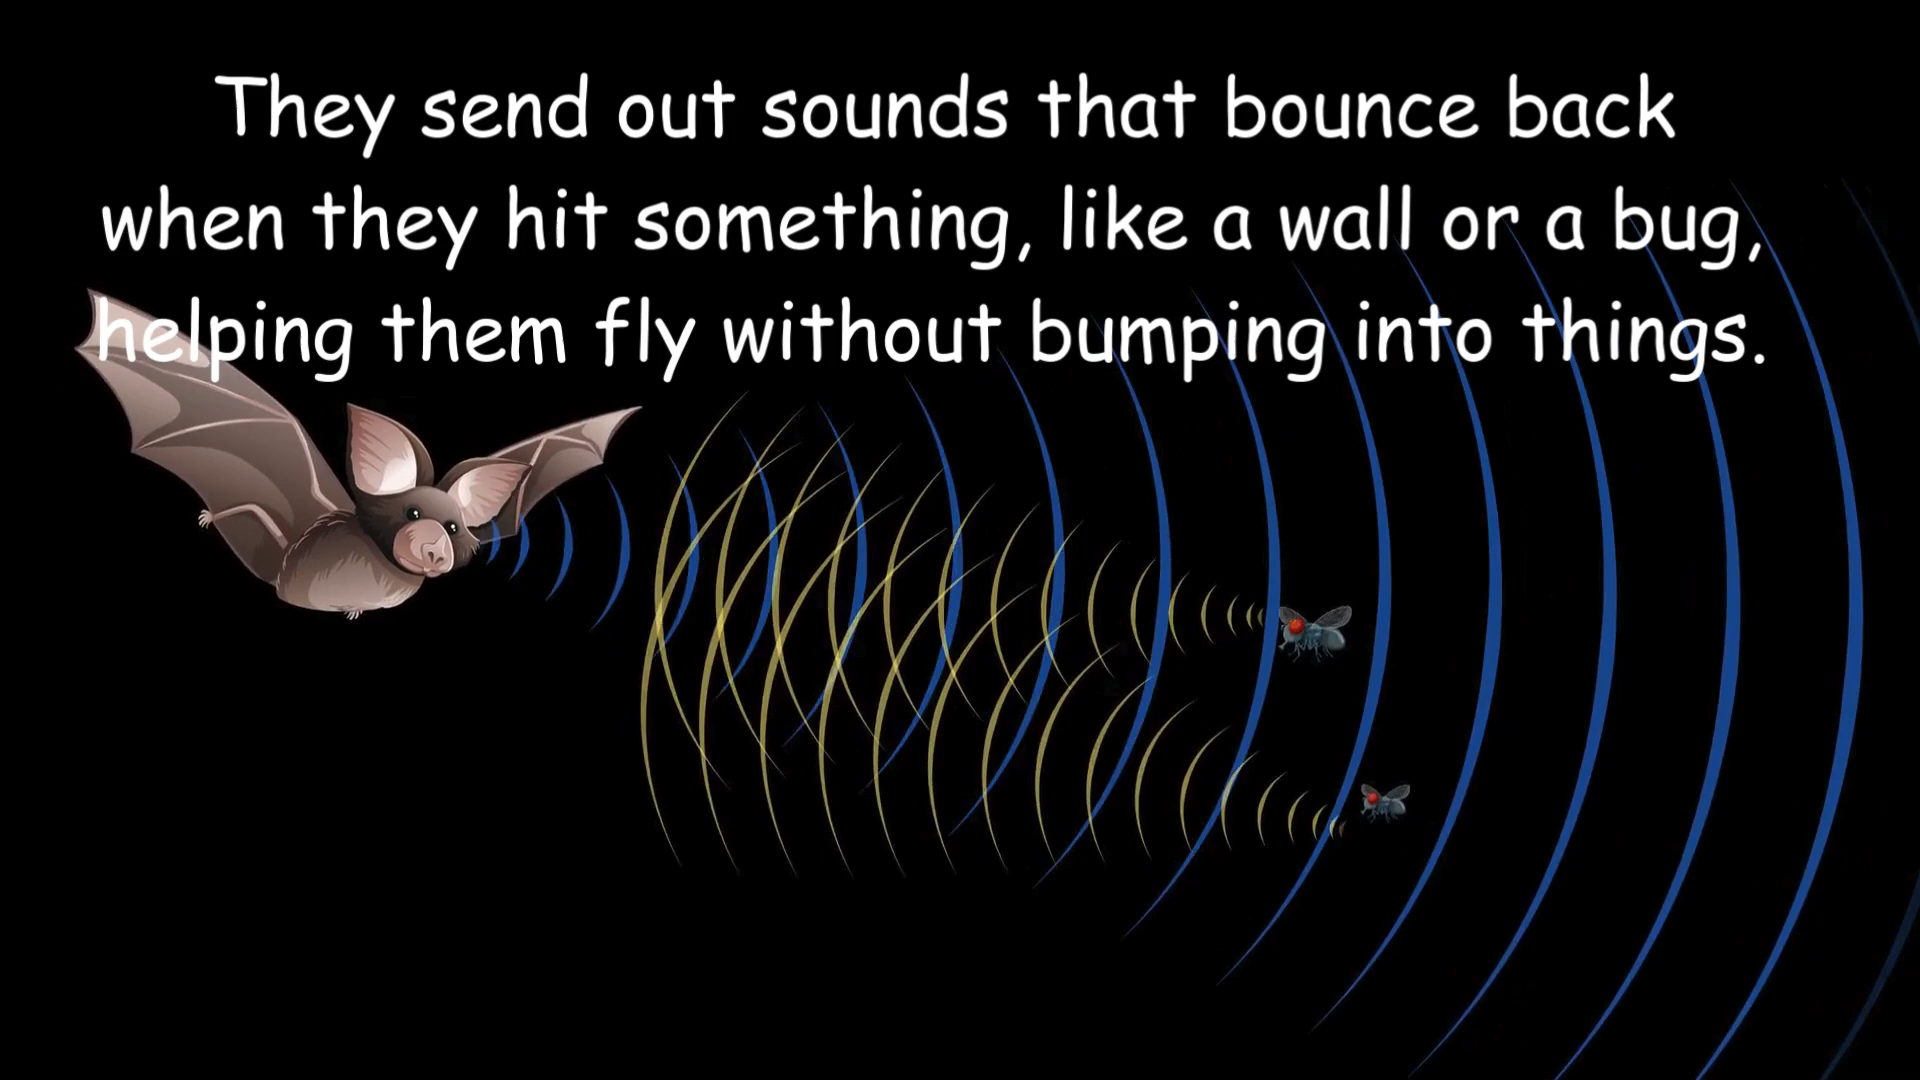 They send out sounds that bounce back
when they hit something, like a wall or a bug,
helping them fly without bumping into things.